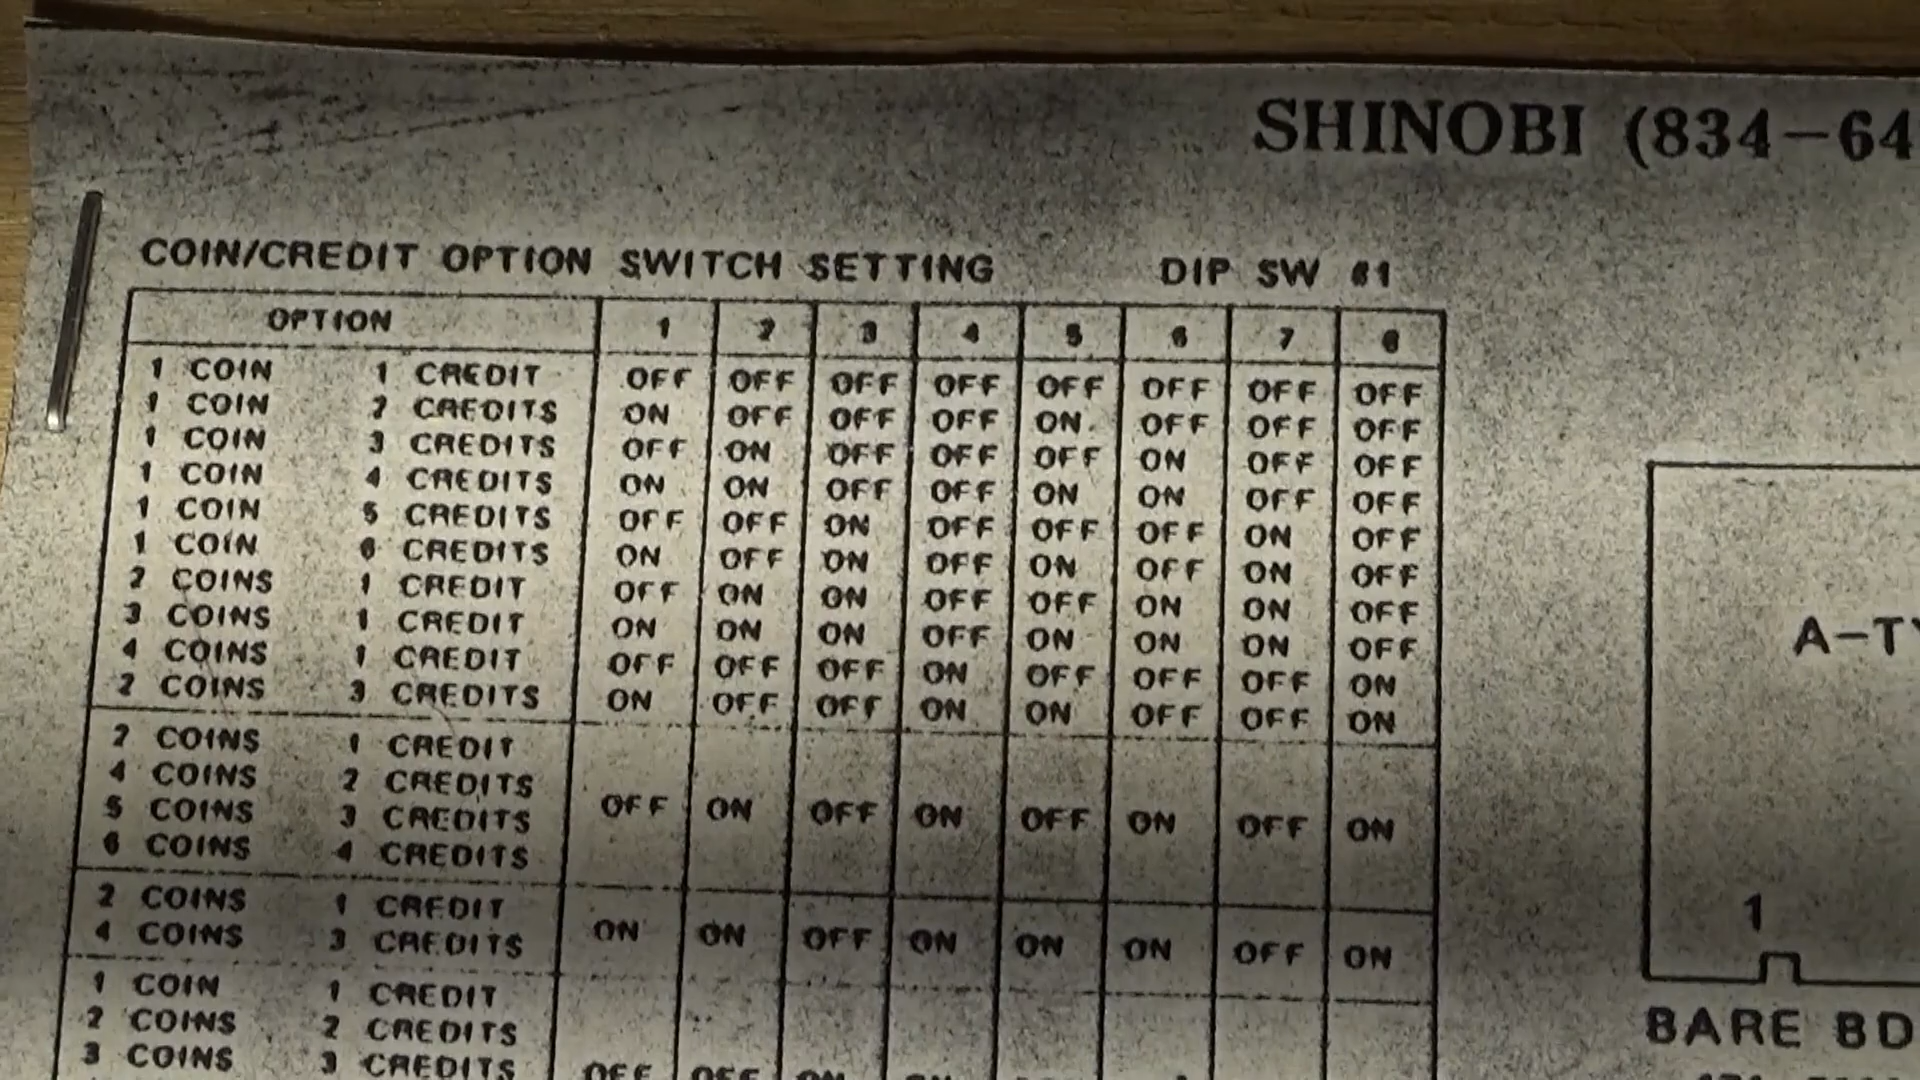 SHINOBI (834-64
COIN/CREDIT OPTION SWITCH SETTING DIP SW #1
OPTION 1 2 3 4 5 6 7 8
1 COIN 1 CREDIT OFF OFF OFF OFF OFF OFF OFF OFF
1 COIN 2 CREDITS ON OFF OFF OFF ON OFF OFF OFF
1 COIN 3 CREDITS OFF ON OFF OFF OFF ON OFF OFF
1 COIN 4 CREDITS ON ON OFF OFF ON ON OFF OFF
1 COIN 5 CREDITS OFF OFF ON OFF OFF OFF ON OFF
1 COIN 6 CREDITS ON OFF ON OFF ON OFF ON OFF
2 COINS 1 CREDIT OFF ON ON OFF OFF ON ON OFF
3 COINS 1 CREDIT ON ON ON OFF ON ON ON OFF
4 COINS 1 CREDIT OFF OFF OFF ON OFF OFF OFF ON
2 COINS 3 CREDITS ON OFF OFF ON ON OFF OFF ON
2 COINS 1 CREDIT
4 COINS 2 CREDITS
5 COINS 3 CREDITS OFF ON OFF ON OFF ON OFF ON
6 COINS 4 CREDITS
2 COINS 1 CREDIT
4 COINS 3 CREDITS ON ON OFF ON ON ON OFF ON
1 COIN 1 CREDIT
2 COINS 2 CREDITS
3 COINS 3 CREDITS OFF OFF ON ON
A-TY
1
BARE BD